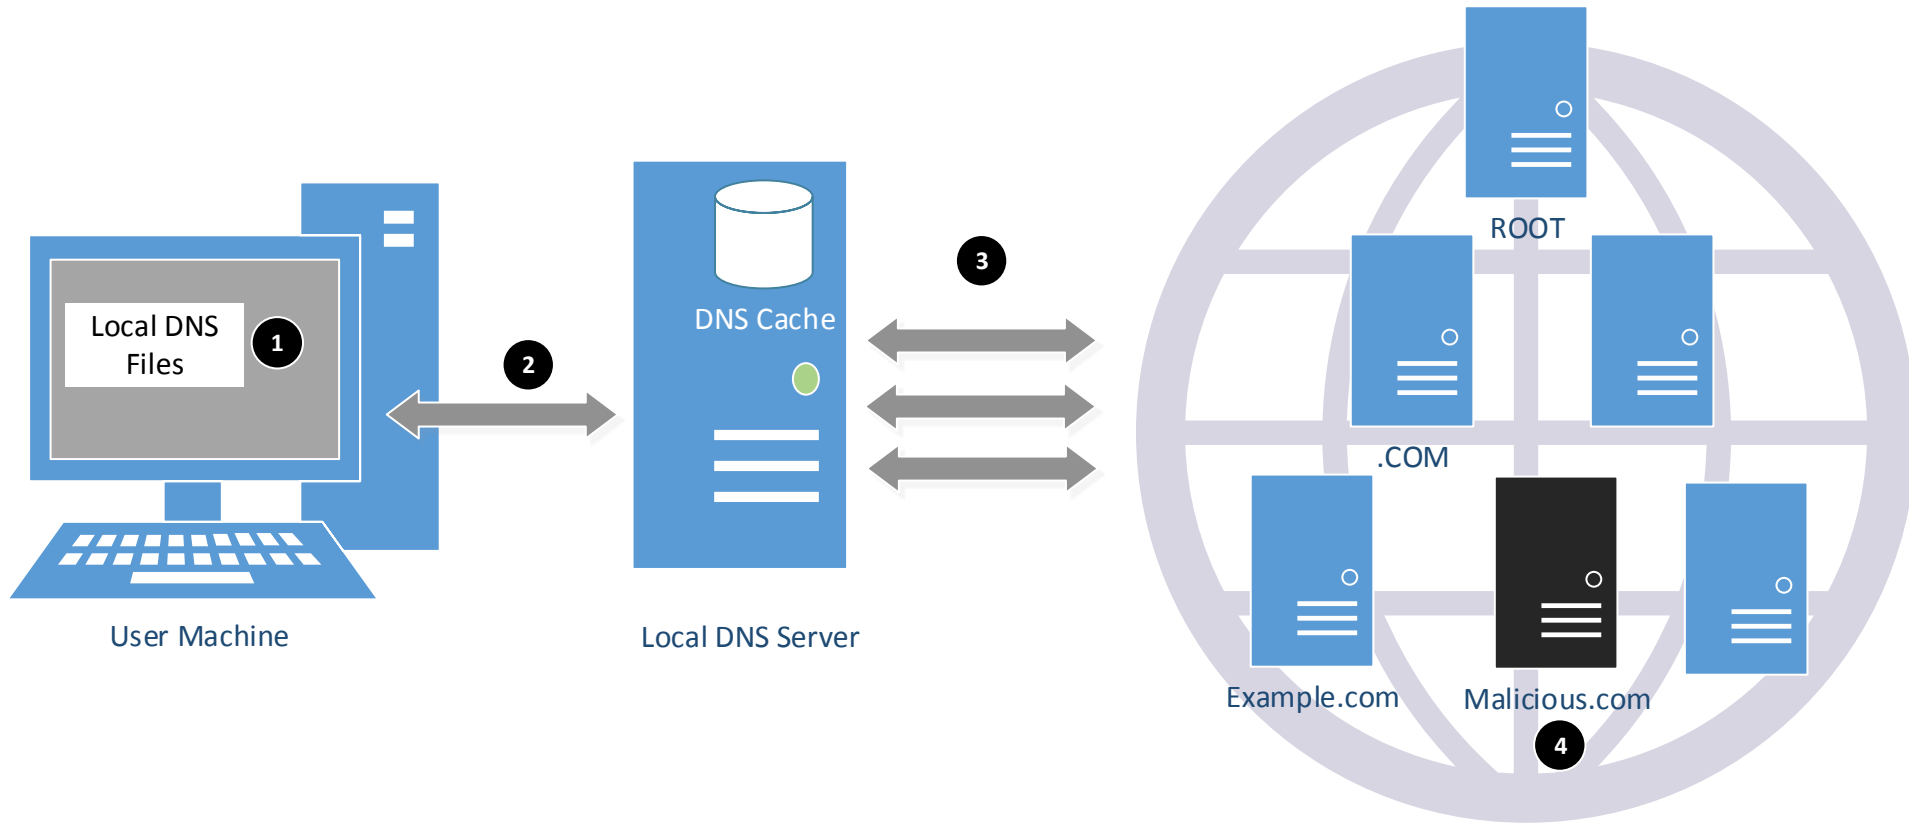 Local DNS
Files
1
User Machine
2
DNS Cache
Local DNS Server
3
ROOT
.COM
Example.com
Malicious.com
4